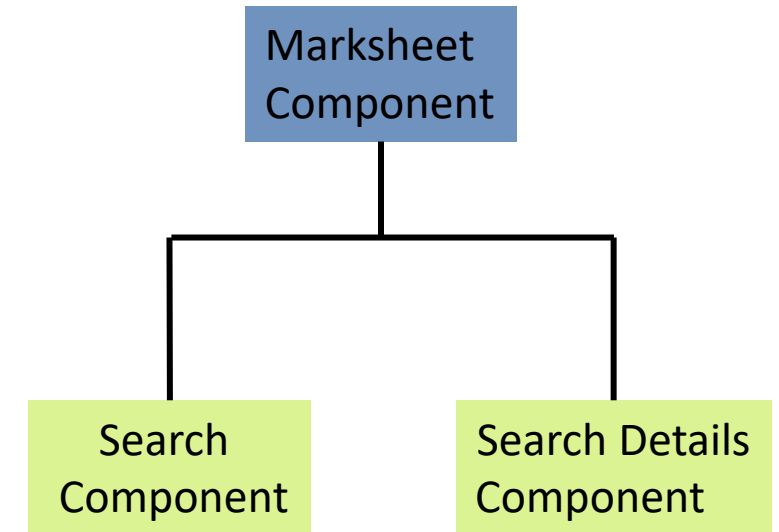 Marksheet
Component
Search
Component
Search Details
Component